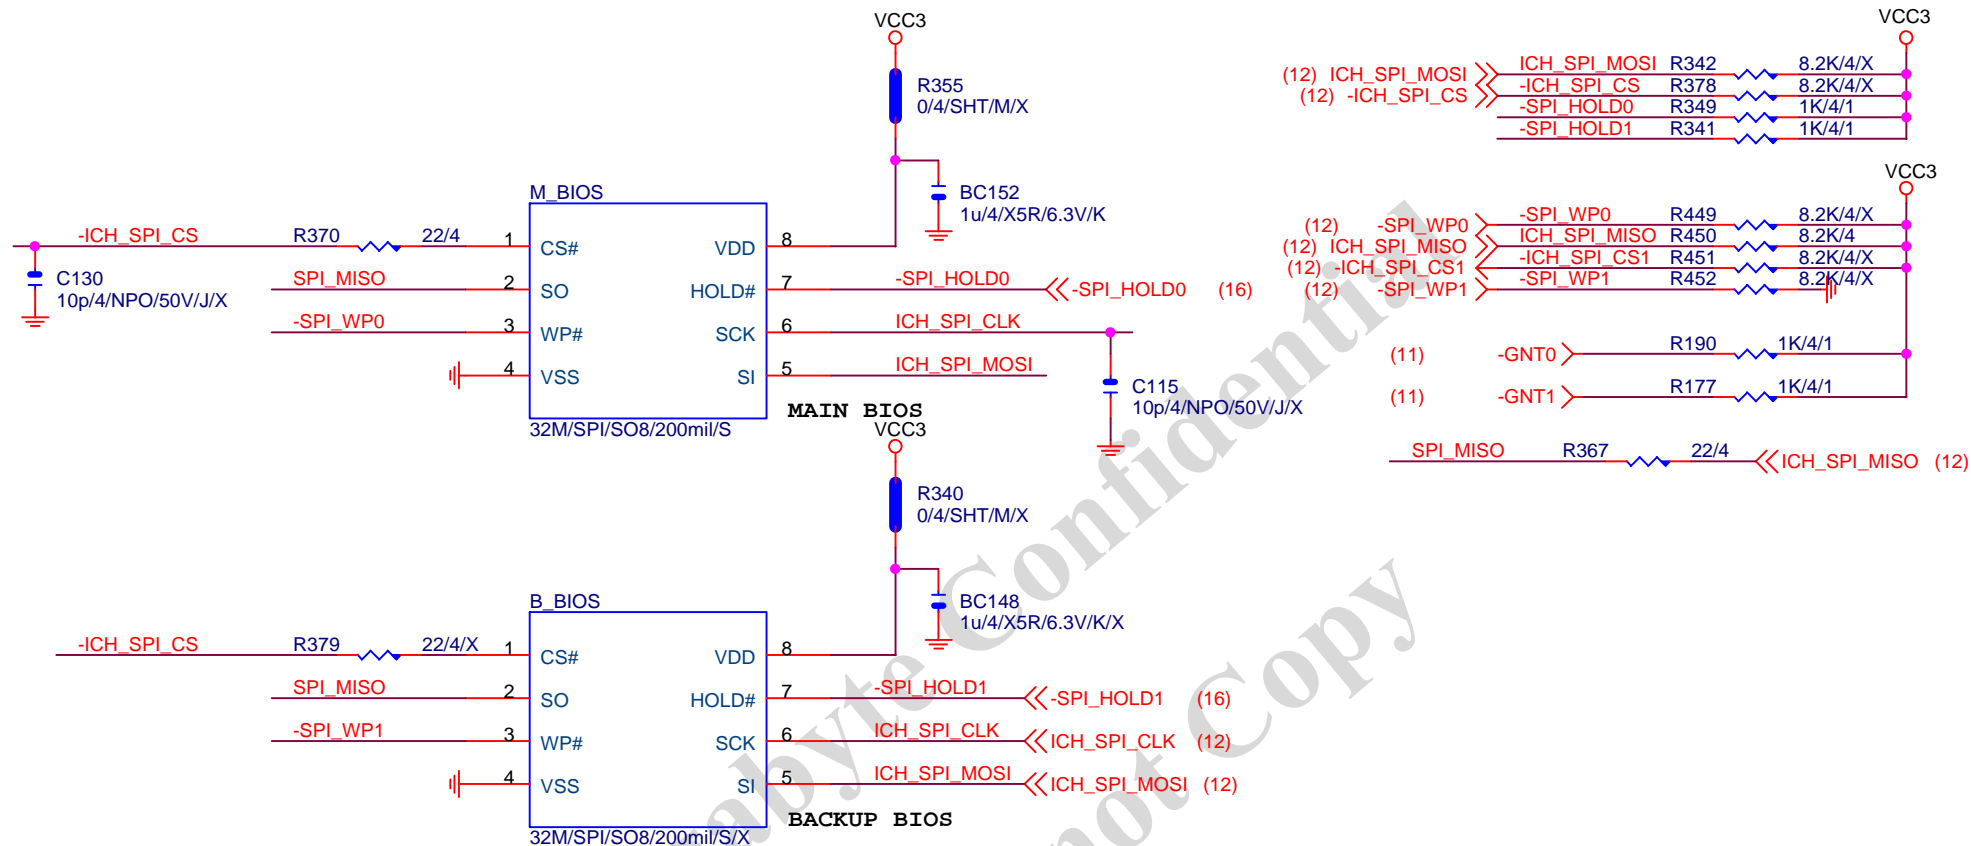 VCC3
R355
0/4/SHT/M/X
BC152
1u/4/X5R/6.3V/K
M_BIOS
-ICH_SPI_CS R370 22/4 1 CS# VDD 8
C130
10p/4/NPO/50V/J/X
SPI_MISO 2 SO HOLD# 7 -SPI_HOLD0 -SPI_HOLD0 (16)
-SPI_WP0 3 WP# SCK 6 ICH_SPI_CLK
4 VSS SI 5 ICH_SPI_MOSI
C115
10p/4/NPO/50V/J/X
MAIN BIOS
32M/SPI/SO8/200mil/S
VCC3
R340
0/4/SHT/M/X
BC148
1u/4/X5R/6.3V/K/X
B_BIOS
-ICH_SPI_CS R379 22/4/X 1 CS# VDD 8
SPI_MISO 2 SO HOLD# 7 -SPI_HOLD1 -SPI_HOLD1 (16)
-SPI_WP1 3 WP# SCK 6 ICH_SPI_CLK ICH_SPI_CLK (12)
4 VSS SI 5 ICH_SPI_MOSI ICH_SPI_MOSI (12)
BACKUP BIOS
32M/SPI/SO8/200mil/S/X
VCC3
(12) ICH_SPI_MOSI ICH_SPI_MOSI R342 8.2K/4/X
(12) -ICH_SPI_CS -ICH_SPI_CS R378 8.2K/4/X
-SPI_HOLD0 R349 1K/4/1
-SPI_HOLD1 R341 1K/4/1
VCC3
(12) -SPI_WP0 -SPI_WP0 R449 8.2K/4/X
(12) ICH_SPI_MISO ICH_SPI_MISO R450 8.2K/4
(12) -ICH_SPI_CS1 -ICH_SPI_CS1 R451 8.2K/4/X
(12) -SPI_WP1 -SPI_WP1 R452 8.2K/4/X
(11) -GNT0 R190 1K/4/1
(11) -GNT1 R177 1K/4/1
SPI_MISO R367 22/4 ICH_SPI_MISO (12)
abyte Confidential
not Copy